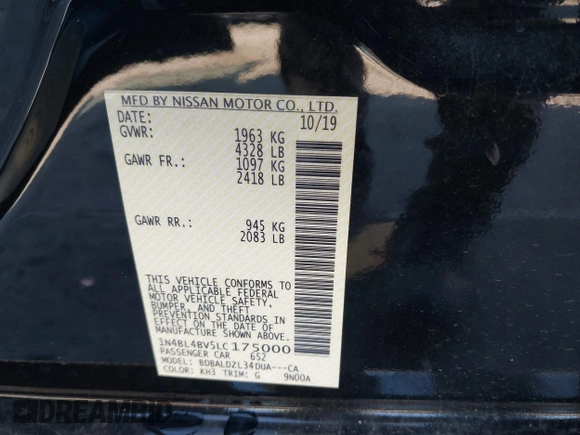 MFD BY NISSAN MOTOR CO., LTD.
DATE: 10/19
GVWR: 1963 KG
4328 LB
GAWR FR.: 1097 KG
2418 LB
GAWR RR.: 945 KG
2083 LB
THIS VEHICLE CONFORMS TO
ALL APPLICABLE FEDERAL
MOTOR VEHICLE SAFETY,
BUMPER, AND THEFT
PREVENTION STANDARDS IN
EFFECT ON THE DATE OF
MANUFACTURE SHOWN ABOVE.
1N4BL4BV5LC175000
PASSENGER CAR 652
MODEL: BDBALDZL34DUA---CA
COLOR: KH3 TRIM: G 9N00A
DREAMBID